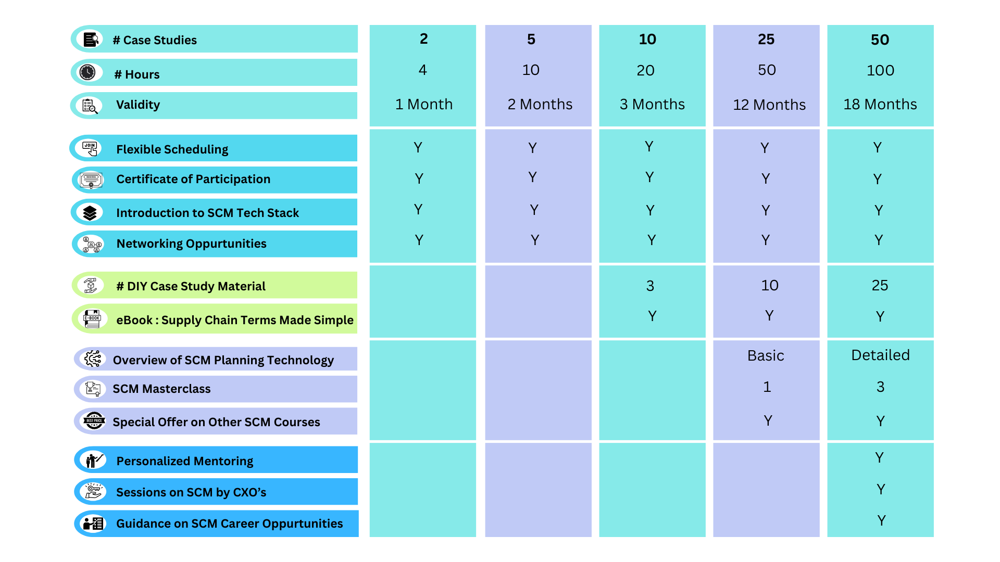 # Case Studies 2 5 10 25 50
# Hours 4 10 20 50 100
Validity 1 Month 2 Months 3 Months 12 Months 18 Months
JOIN Flexible Scheduling Y Y Y Y Y
Certificate of Participation Y Y Y Y Y
Introduction to SCM Tech Stack Y Y Y Y Y
Networking Oppurtunities Y Y Y Y Y
# DIY Case Study Material 3 10 25
E-BOOK eBook : Supply Chain Terms Made Simple Y Y Y
Overview of SCM Planning Technology Basic Detailed
SCM Masterclass 1 3
BEST PRICE Special Offer on Other SCM Courses Y Y
Personalized Mentoring Y
Sessions on SCM by CXO’s Y
Guidance on SCM Career Oppurtunities Y